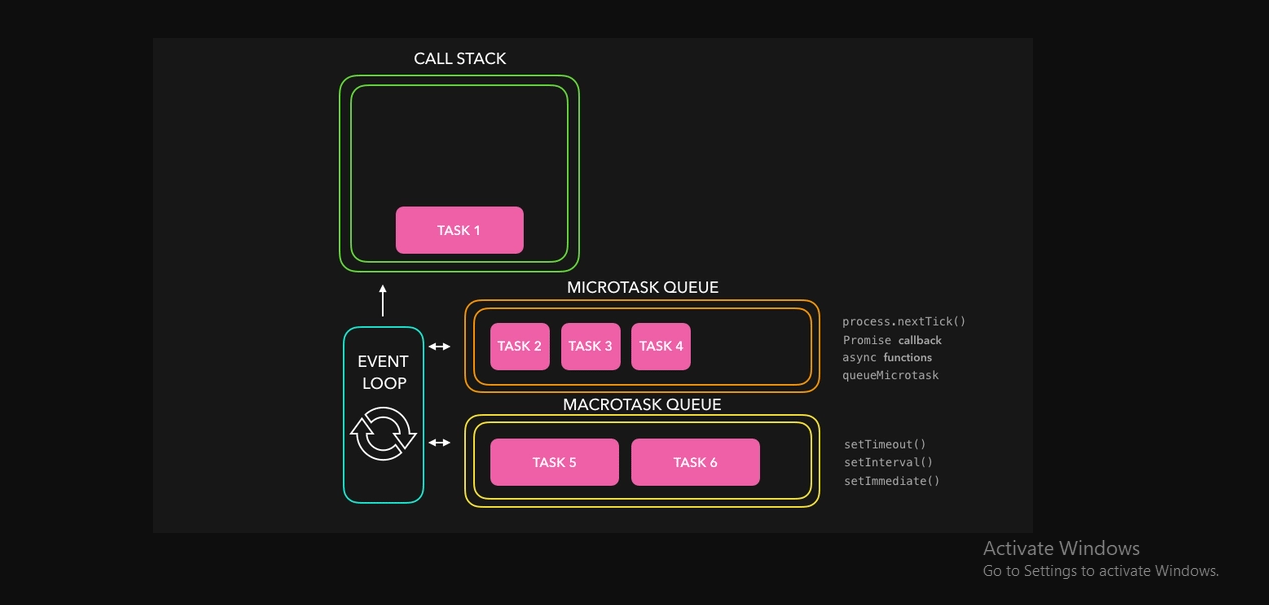 CALL STACK
TASK 1
MICROTASK QUEUE
EVENT
LOOP
TASK 2 TASK 3 TASK 4
process.nextTick()
Promise callback
async functions
queueMicrotask
MACROTASK QUEUE
TASK 5 TASK 6
setTimeout()
setInterval()
setImmediate()
Activate Windows
Go to Settings to activate Windows.